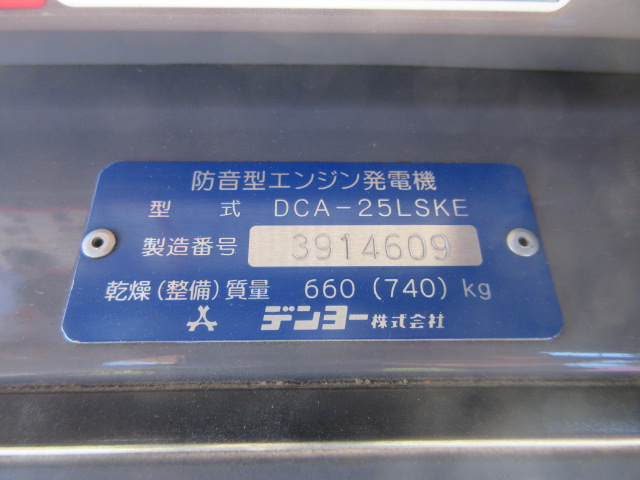 防音型エンジン発電機
型 式 DCA-25LSKE
製造番号 3914609
乾燥(整備)質量 660 (740) kg
デンヨー株式会社